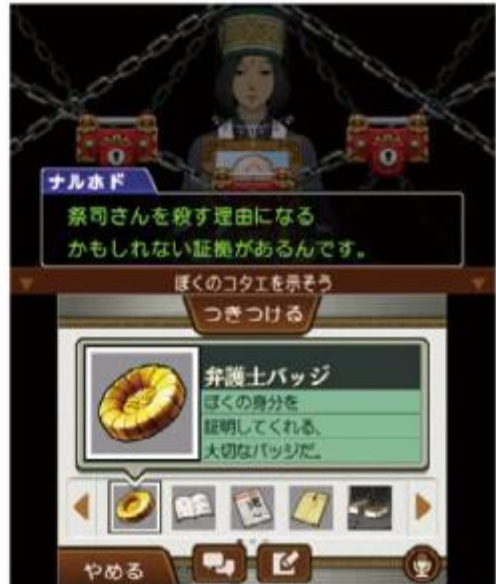 ナルホド
祭司さんを殺す理由になる
かもしれない証拠があるんです。
ぼくのコタエを示そう
つきつける
弁護士バッジ
ぼくの身分を
証明してくれる、
大切なバッジだ。
やめる